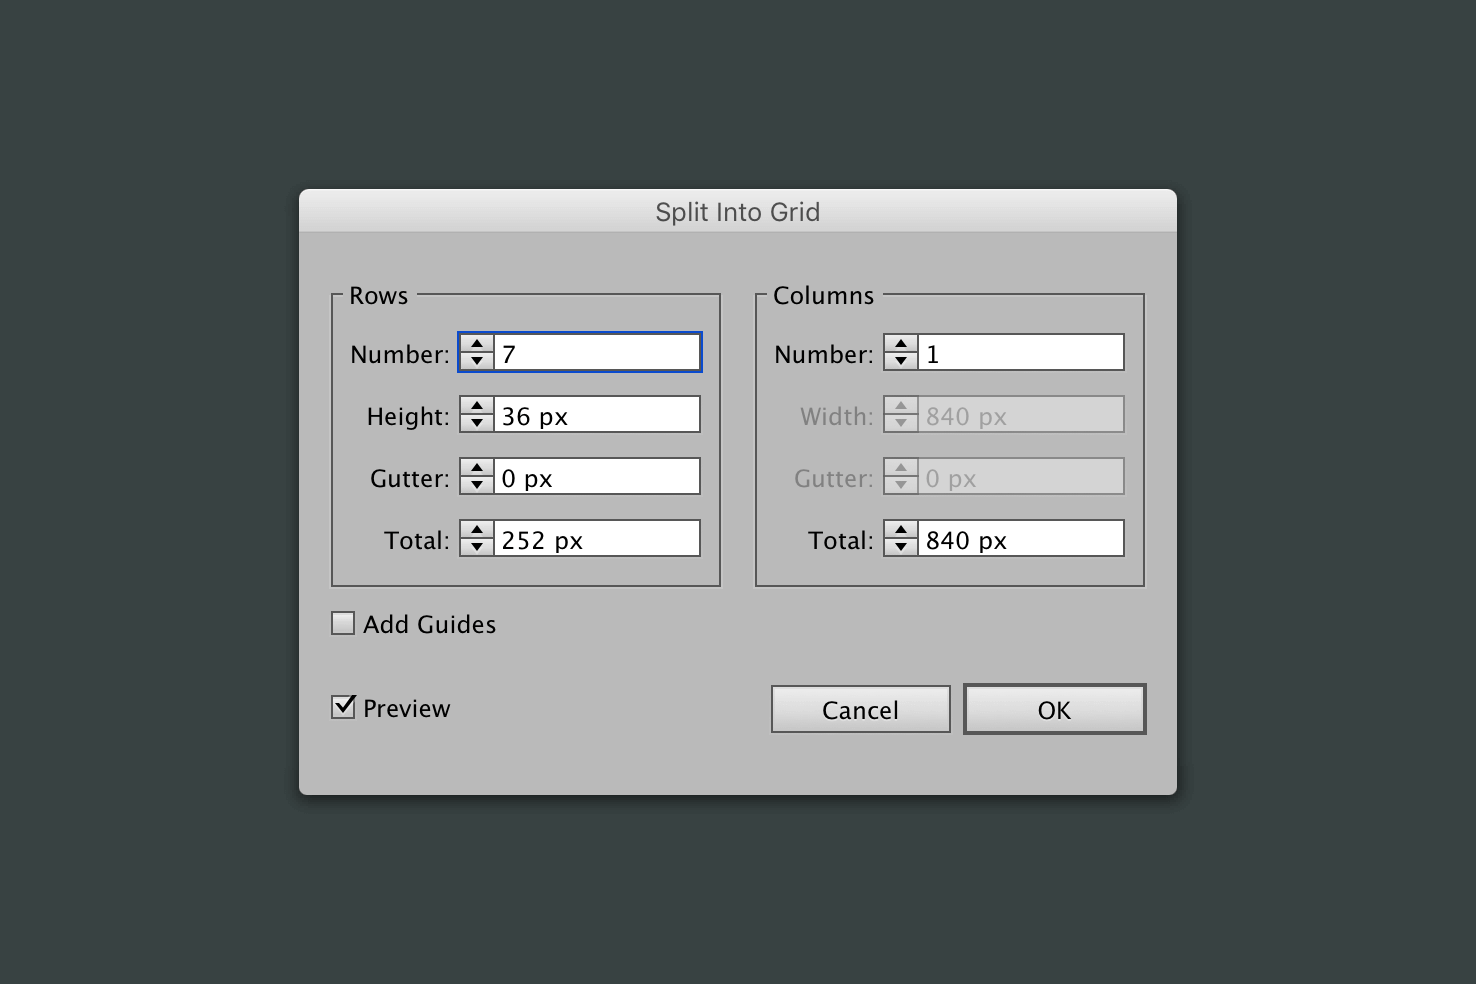 Split Into Grid
Rows
Number: 7
Height: 36 px
Gutter: 0 px
Total: 252 px
Columns
Number: 1
Width: 840 px
Gutter: 0 px
Total: 840 px
Add Guides
Preview
Cancel
OK